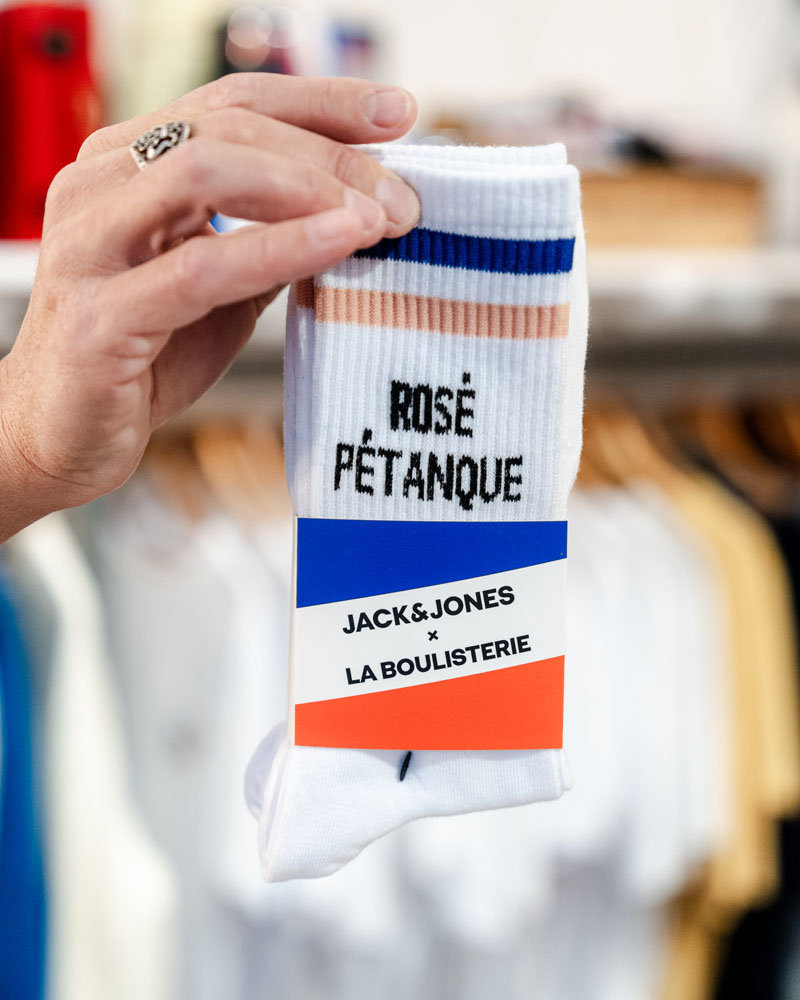 ROSÉ
PÉTANQUE
JACK&JONES
×
LA BOULISTERIE